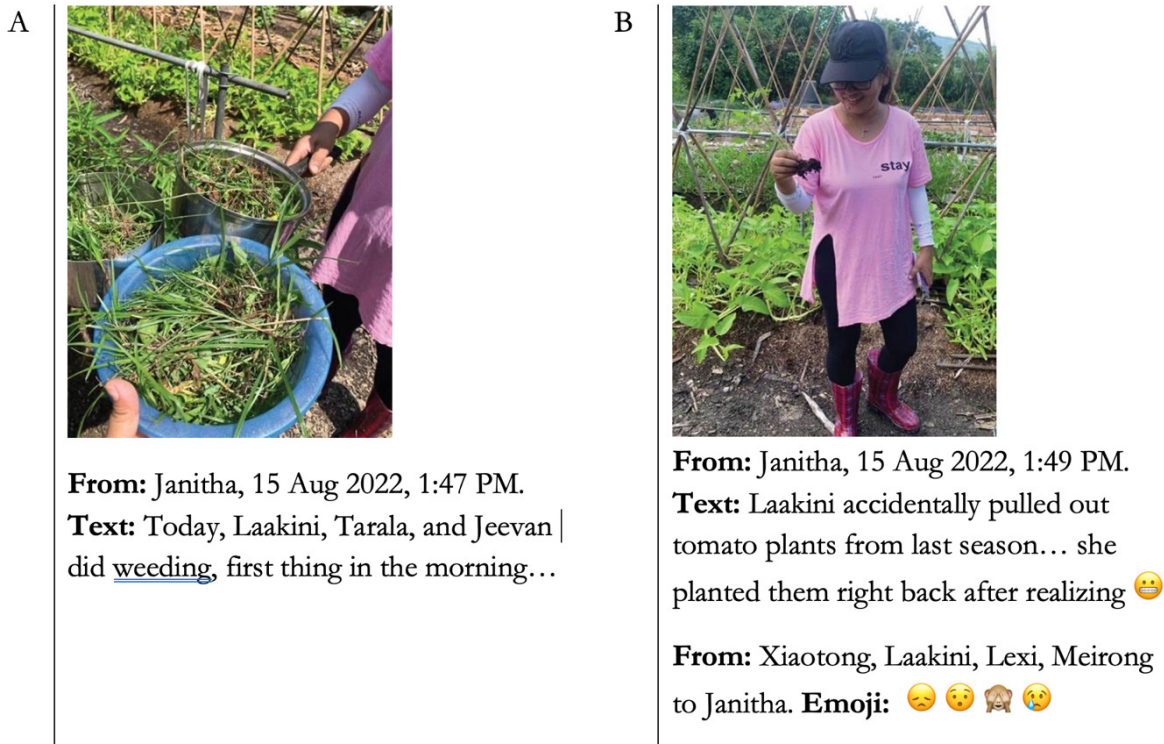 A
From: Janitha, 15 Aug 2022, 1:47 PM.
Text: Today, Laakini, Tarala, and Jeevan
did weeding, first thing in the morning…
B
stay
From: Janitha, 15 Aug 2022, 1:49 PM.
Text: Laakini accidentally pulled out
tomato plants from last season… she
planted them right back after realizing 😬
From: Xiaotong, Laakini, Lexi, Meirong
to Janitha. Emoji: 😞 😯 🙈 😢